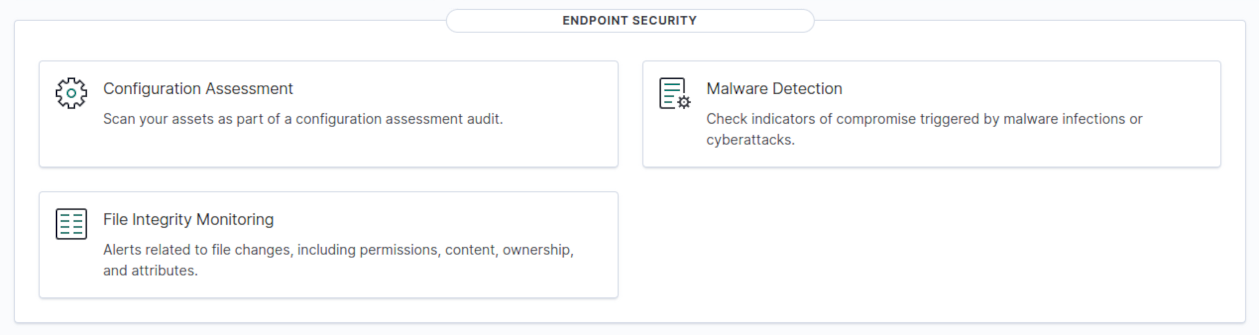 ENDPOINT SECURITY
Configuration Assessment
Scan your assets as part of a configuration assessment audit.
Malware Detection
Check indicators of compromise triggered by malware infections or
cyberattacks.
File Integrity Monitoring
Alerts related to file changes, including permissions, content, ownership,
and attributes.